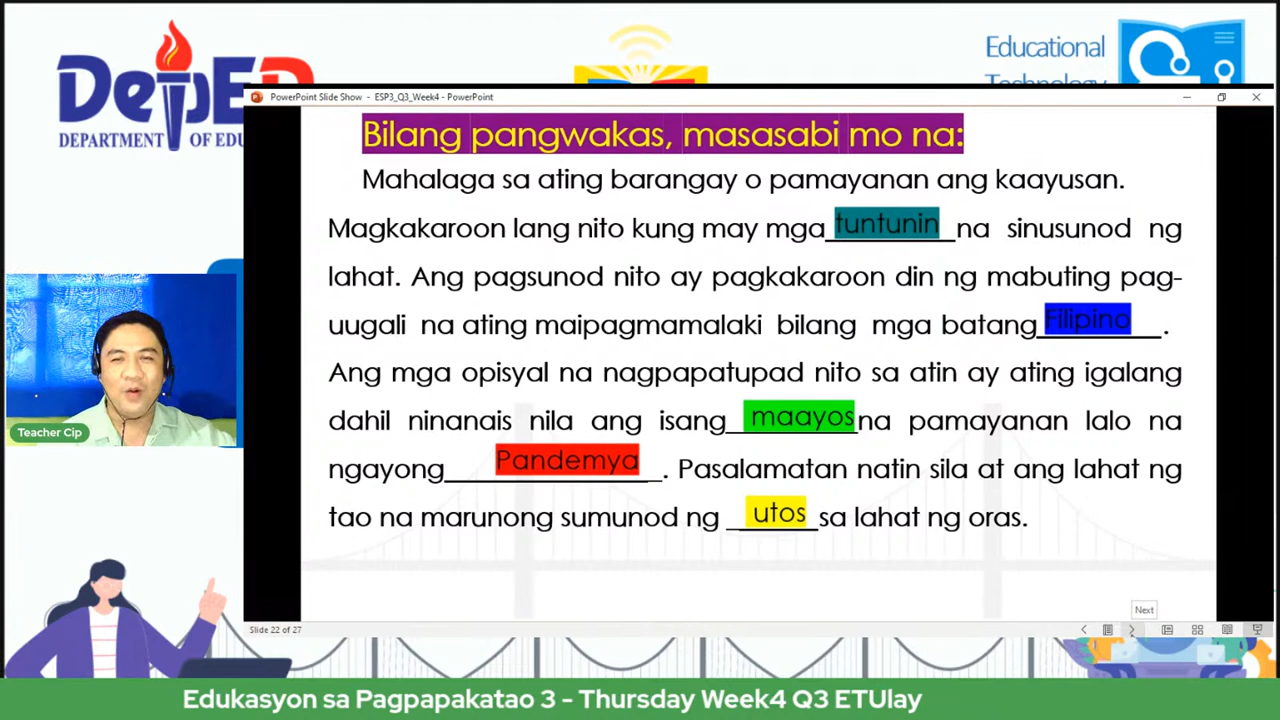 DepED
DEPARTMENT OF EDU
Educational
Technology
PowerPoint Slide Show - ESP3_Q3_Week4 - PowerPoint
Bilang pangwakas, masasabi mo na:
Mahalaga sa ating barangay o pamayanan ang kaayusan.
Magkakaroon lang nito kung may mga tuntunin na sinusunod ng
lahat. Ang pagsunod nito ay pagkakaroon din ng mabuting pag-
uugali na ating maipagmamalaki bilang mga batang Filipino.
Ang mga opisyal na nagpapatupad nito sa atin ay ating igalang
dahil ninanais nila ang isang maayos na pamayanan lalo na
ngayong Pandemya. Pasalamatan natin sila at ang lahat ng
tao na marunong sumunod ng utos sa lahat ng oras.
Teacher Cip
Next
Slide 22 of 27
Edukasyon sa Pagpapakatao 3 - Thursday Week4 Q3 ETUlay